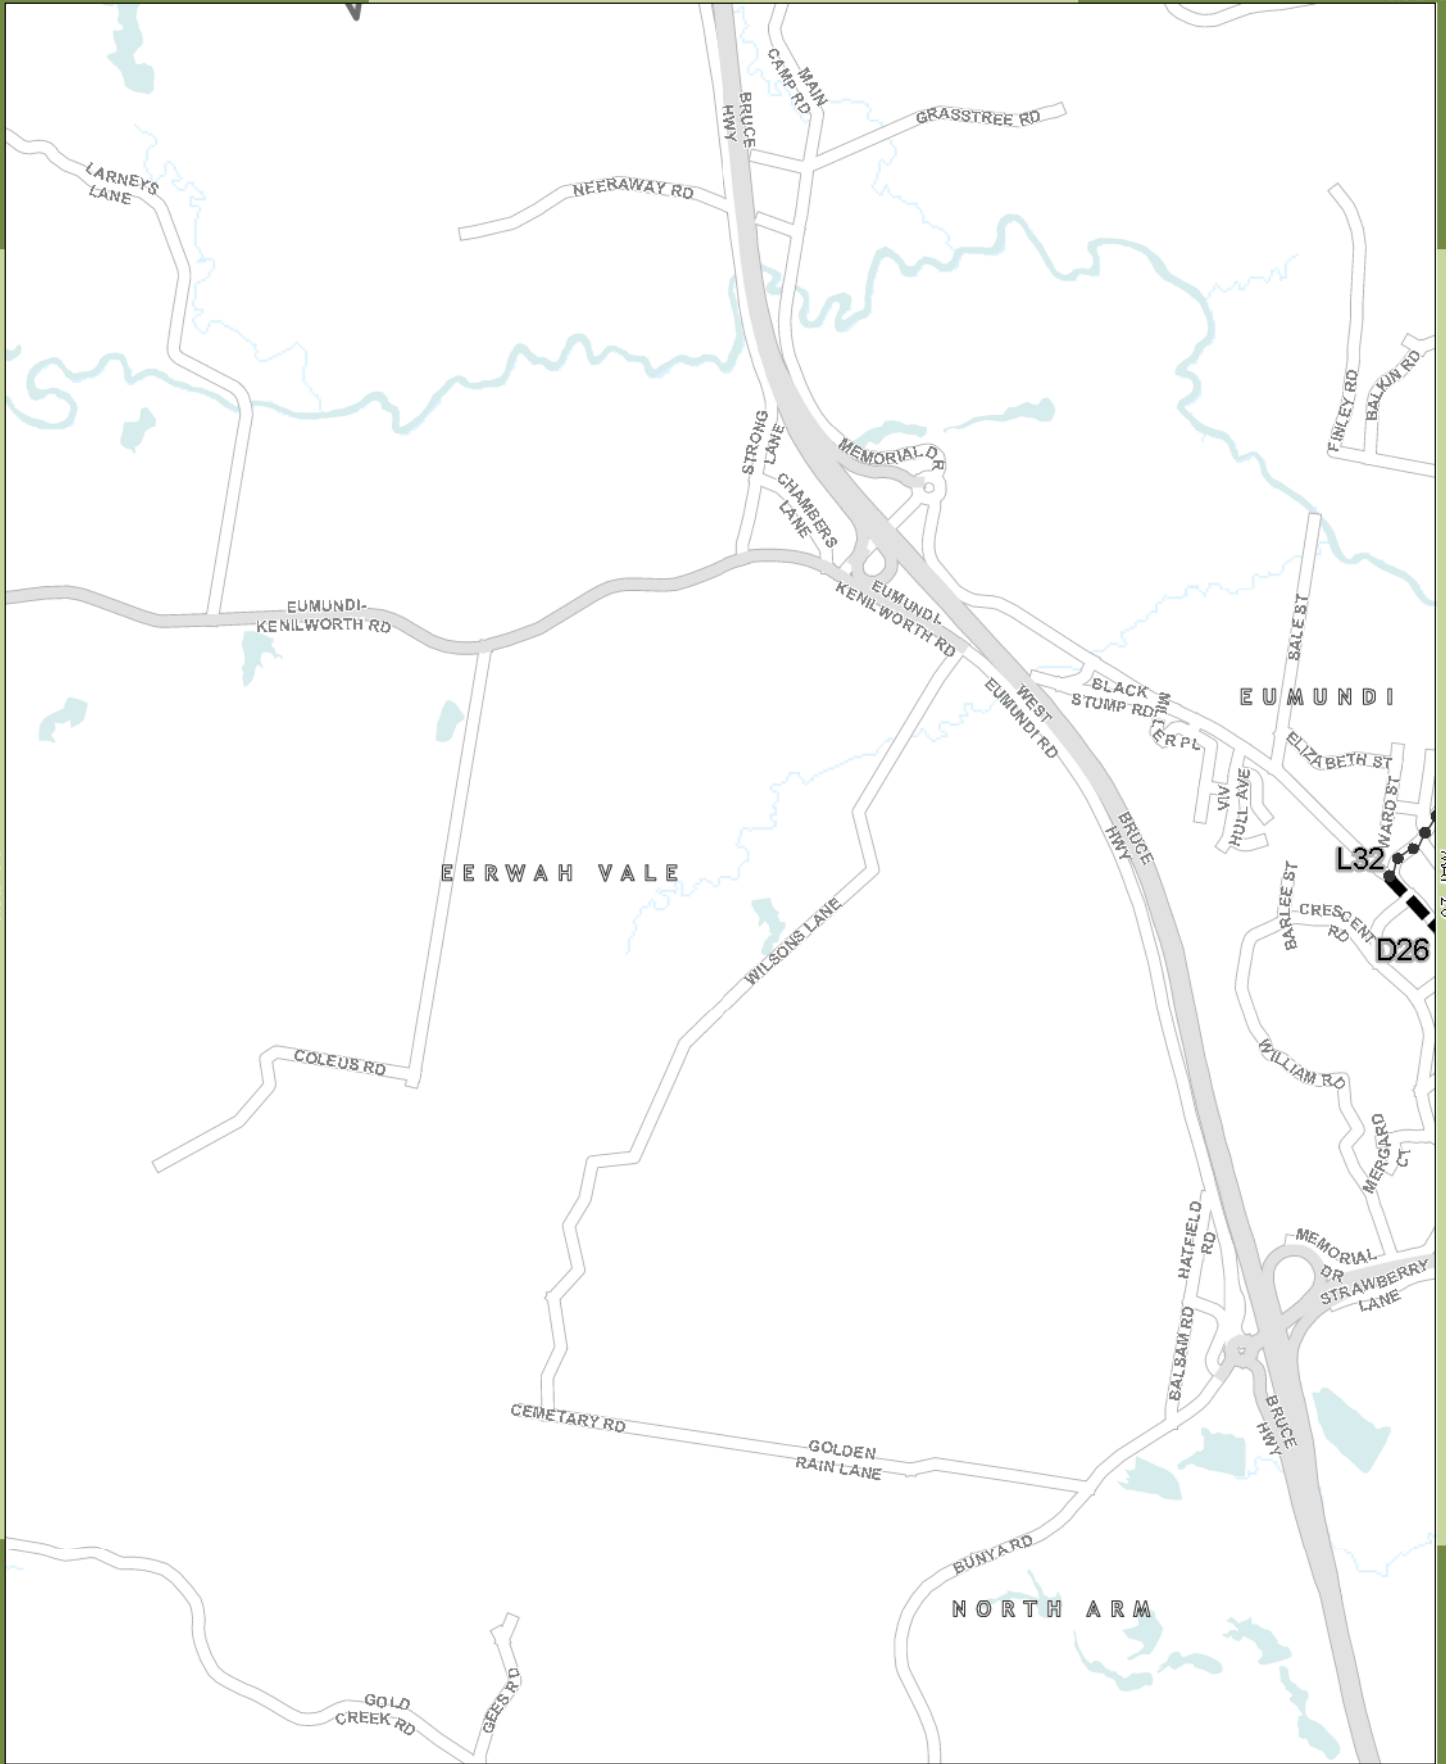 MAIN
CAMP RD
BRUCE
HWY
GRASSTREE RD
LARNEYS
LANE
NEERAWAY RD
FINLEY RD
BALKIN RD
STRONG
LANE
MEMORIAL DR
CHAMBERS
LANE
EUMUNDI-
KENILWORTH RD
EUMUNDI-
KENILWORTH RD
SALE ST
WEST
EUMUNDI RD
BLACK
STUMP RD
MILLER PL
EUMUNDI
ELIZABETH ST
VIV
HULL AVE
WARD ST
BRUCE
HWY
L32
EERWAH VALE
BARLEE ST
CRESCENT
RD
D26
WILSONS LANE
WILLIAM RD
COLEUS RD
MERGARD
CT
HATFIELD
RD
MEMORIAL
DR
STRAWBERRY
LANE
BALSAM RD
CEMETARY RD
BRUCE
HWY
GOLDEN
RAIN LANE
BUNYA RD
NORTH ARM
GOLD
CREEK RD
GEES RD